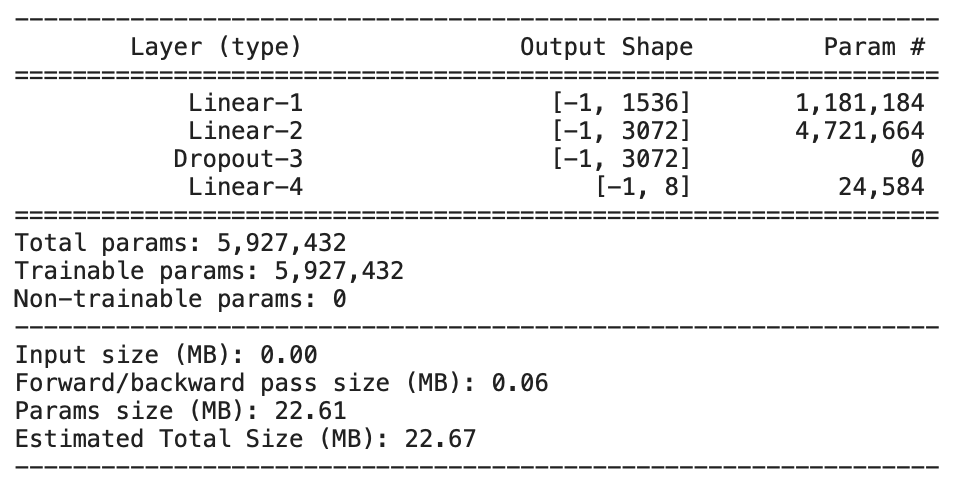 ----------------------------------------------------------------
        Layer (type)               Output Shape         Param #
================================================================
            Linear-1                 [-1, 1536]       1,181,184
            Linear-2                 [-1, 3072]       4,721,664
           Dropout-3                 [-1, 3072]               0
            Linear-4                    [-1, 8]          24,584
================================================================
Total params: 5,927,432
Trainable params: 5,927,432
Non-trainable params: 0
----------------------------------------------------------------
Input size (MB): 0.00
Forward/backward pass size (MB): 0.06
Params size (MB): 22.61
Estimated Total Size (MB): 22.67
----------------------------------------------------------------